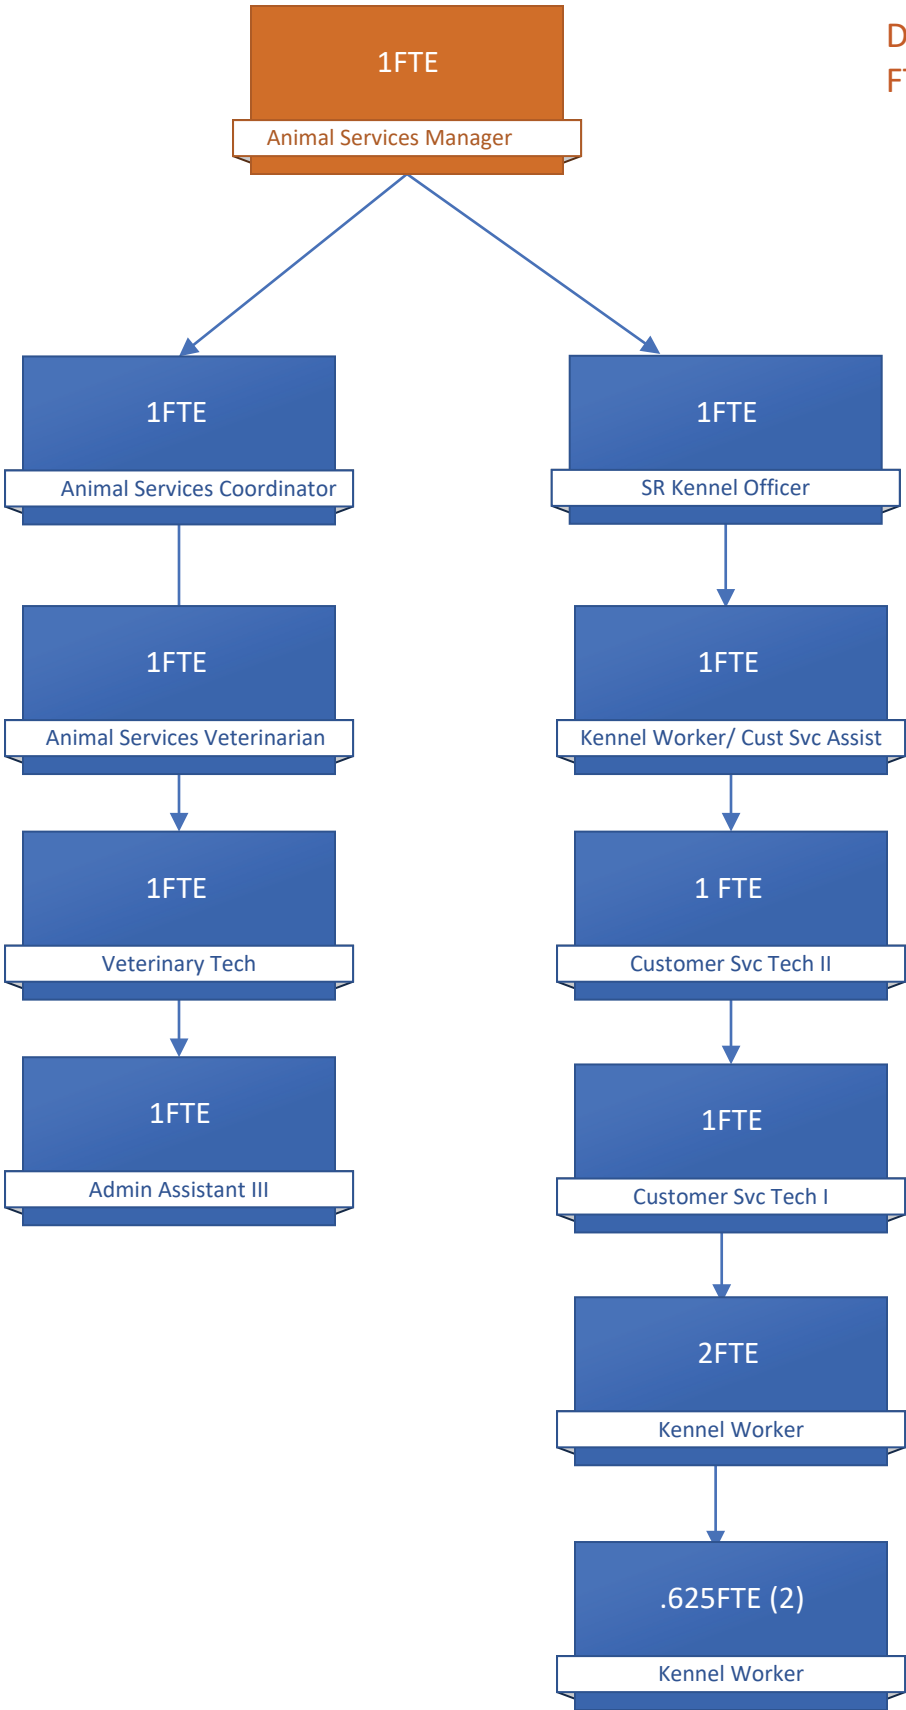 1FTE
Animal Services Manager
1FTE
Animal Services Coordinator
1FTE
SR Kennel Officer
1FTE
Animal Services Veterinarian
1FTE
Kennel Worker/ Cust Svc Assist
1FTE
Veterinary Tech
1 FTE
Customer Svc Tech II
1FTE
Admin Assistant III
1FTE
Customer Svc Tech I
2FTE
Kennel Worker
.625FTE (2)
Kennel Worker